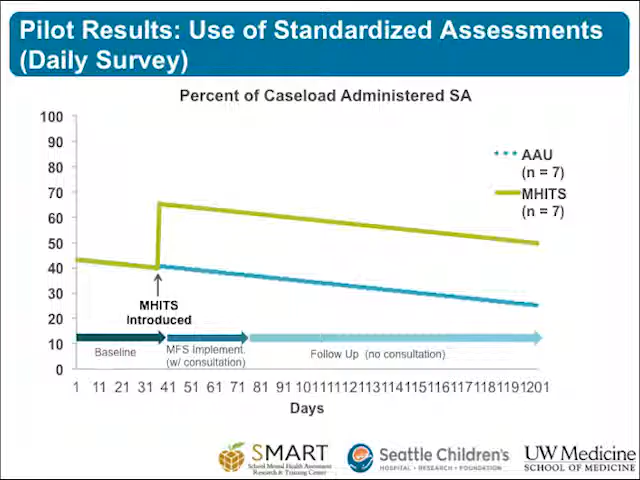 Pilot Results: Use of Standardized Assessments
(Daily Survey)
Percent of Caseload Administered SA
100
90
80
70
60
50
40
30
20
10
0
AAU
(n = 7)
MHITS
(n = 7)
MHITS
Introduced
Baseline
MFS Implement.
(w/ consultation)
Follow Up (no consultation)
1 11 21 31 41 51 61 71 81 91 101 111 121 131 141 151 161 171 181 191 201
Days
SMART
School Mental Health Assessment
Research & Training Center
Seattle Children's
HOSPITAL • RESEARCH • FOUNDATION
UW Medicine
SCHOOL OF MEDICINE